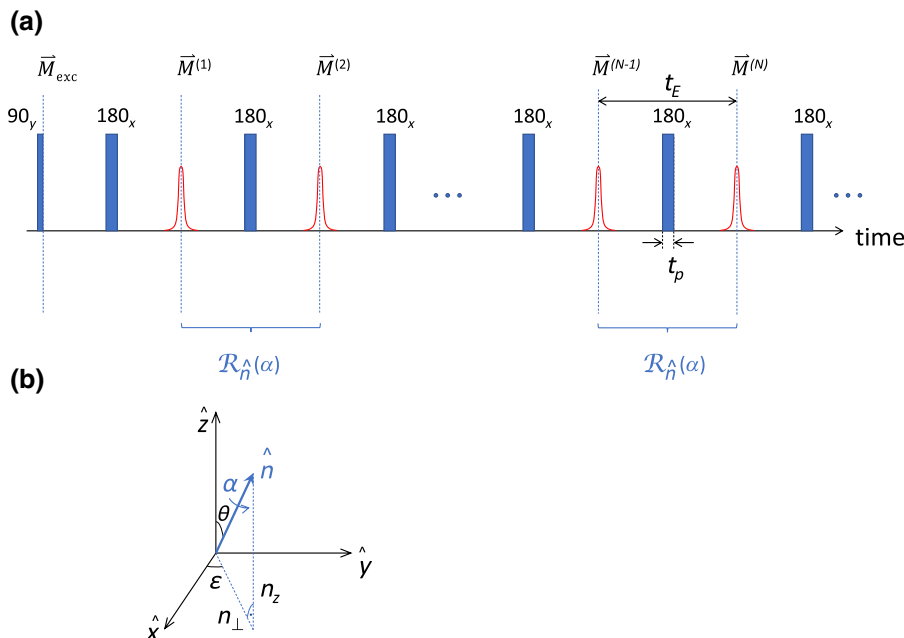 (a)
M⃗exc M⃗(1) M⃗(2) M⃗(N-1) M⃗(N)
tE
90y 180x 180x 180x 180x 180x 180x
... ...
time
tp
ℛn̂(α) ℛn̂(α)
(b)
ẑ
n̂
α
θ
ŷ
ε
nz
n⊥
x̂